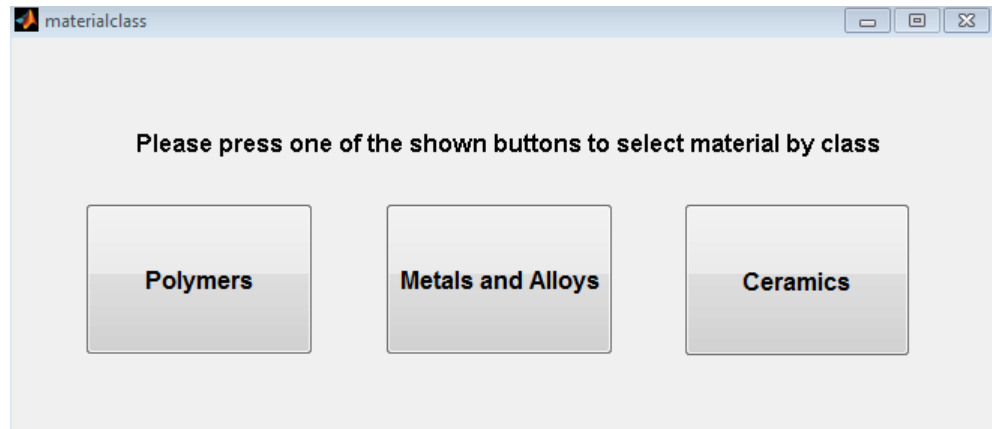 materialclass
Please press one of the shown buttons to select material by class
Polymers
Metals and Alloys
Ceramics